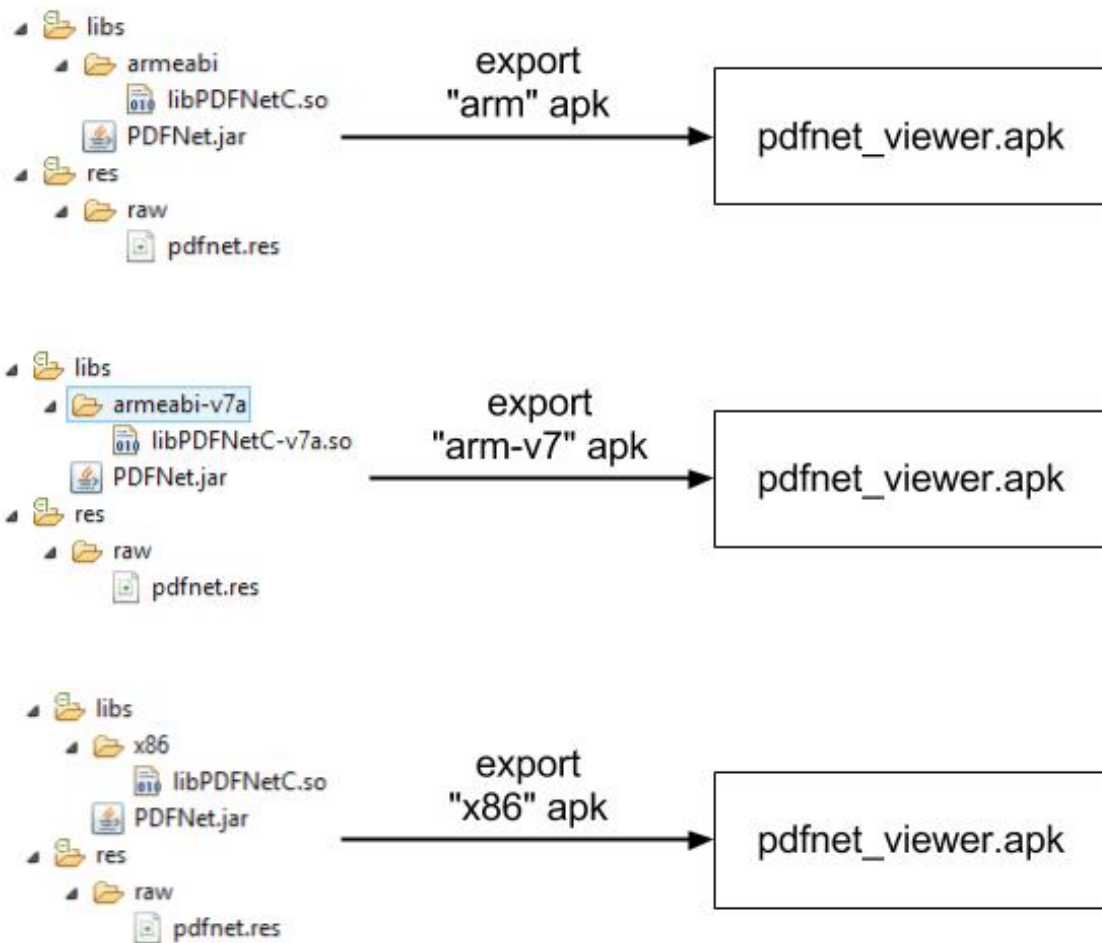 libs
armeabi
libPDFNetC.so
PDFNet.jar
res
raw
pdfnet.res
export
"arm" apk
pdfnet_viewer.apk
libs
armeabi-v7a
libPDFNetC-v7a.so
PDFNet.jar
res
raw
pdfnet.res
export
"arm-v7" apk
pdfnet_viewer.apk
libs
x86
libPDFNetC.so
PDFNet.jar
res
raw
pdfnet.res
export
"x86" apk
pdfnet_viewer.apk